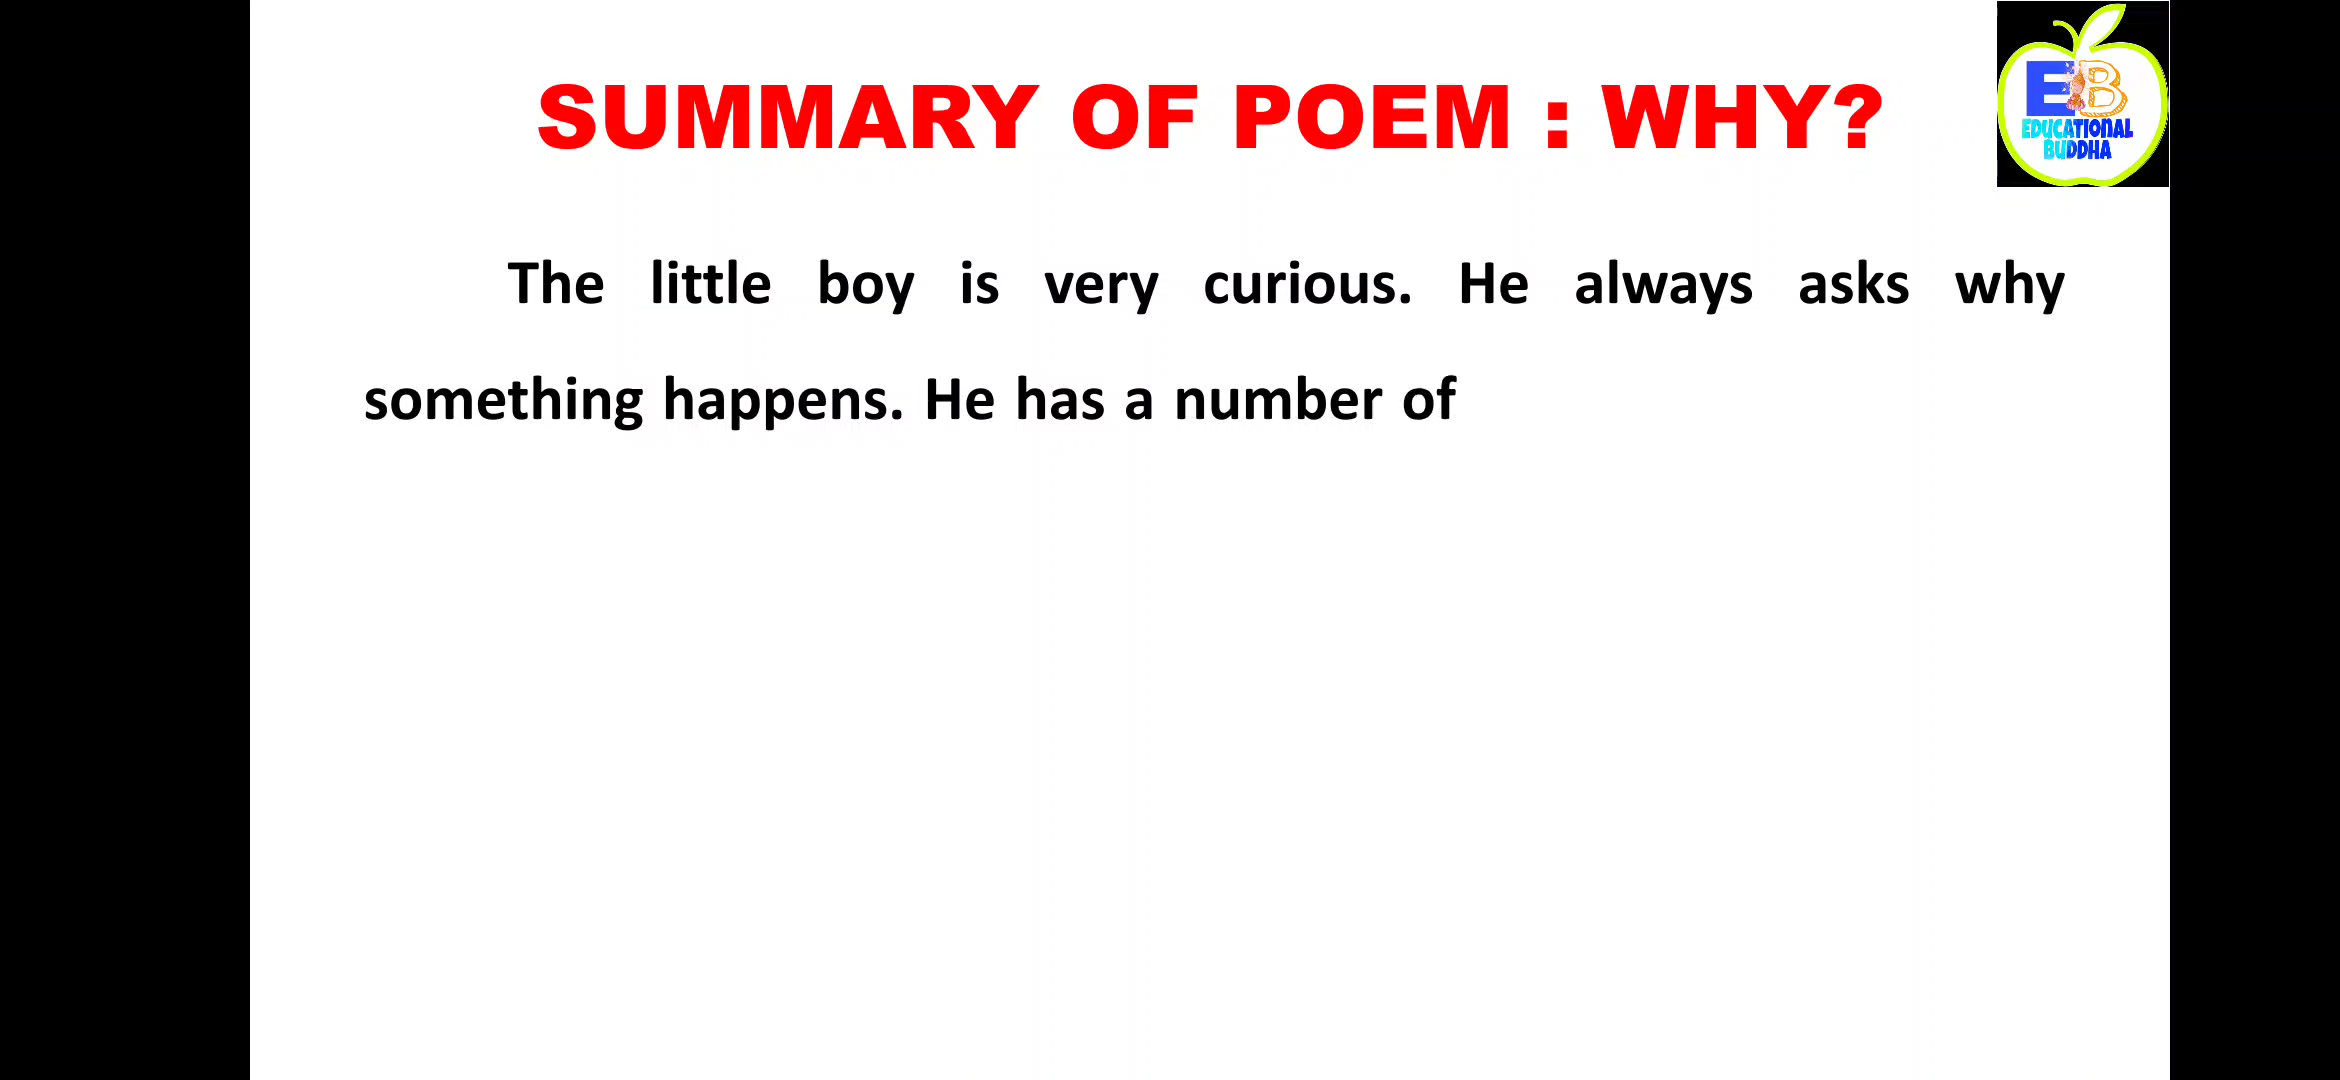 SUMMARY OF POEM : WHY?
EB
EDUCATIONAL
BUDDHA
The little boy is very curious. He always asks why
something happens. He has a number of